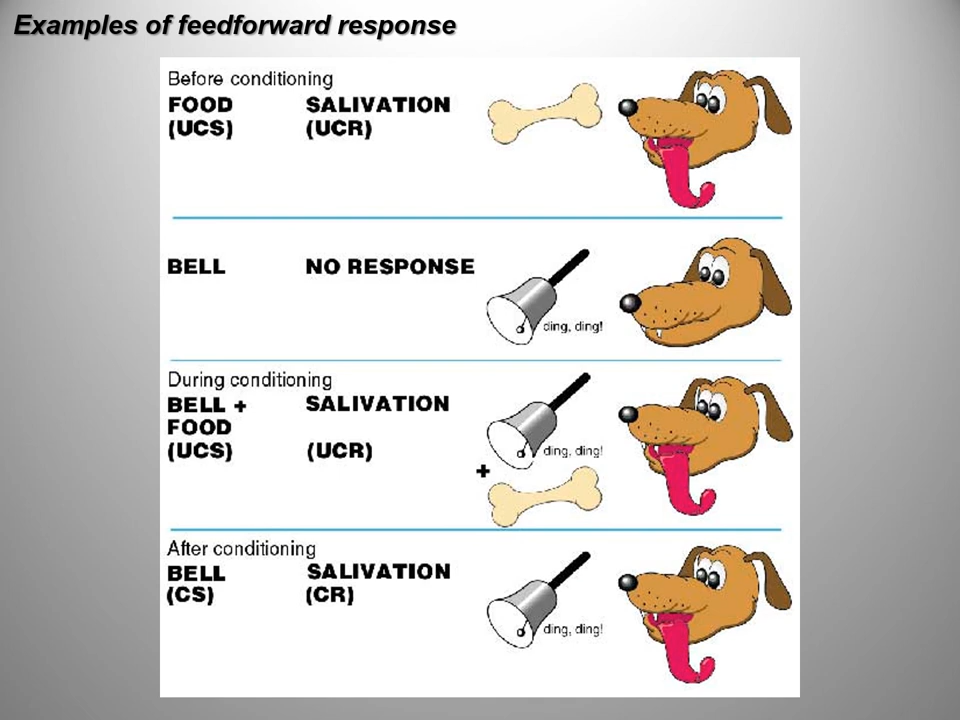 Examples of feedforward response
Before conditioning
FOOD SALIVATION
(UCS) (UCR)
BELL NO RESPONSE
ding, ding!
During conditioning
BELL + SALIVATION
FOOD
(UCS) (UCR)
ding, ding!
+
After conditioning
BELL SALIVATION
(CS) (CR)
ding, ding!